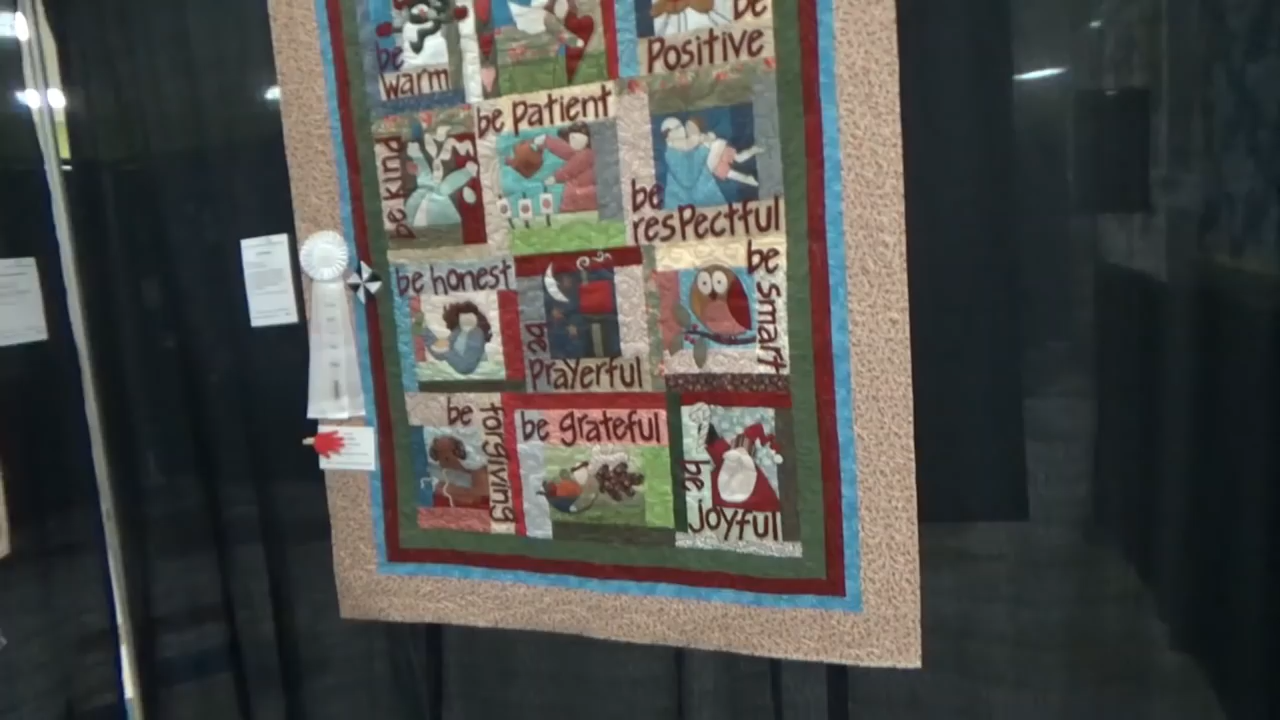 be
warm
be
Positive
be kind
be patient
be
respectful
be honest
be
Prayerful
be
smart
be
forgiving
be grateful
be
joyful